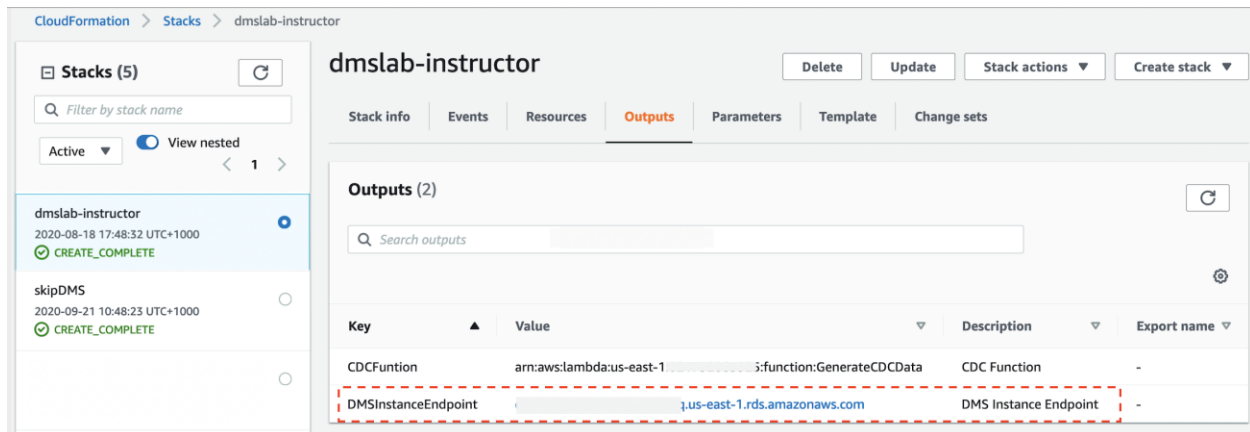 CloudFormation > Stacks > dmslab-instructor
Stacks (5)
Filter by stack name
Active
View nested
< 1 >
dmslab-instructor
2020-08-18 17:48:32 UTC+1000
CREATE_COMPLETE
skipDMS
2020-09-21 10:48:23 UTC+1000
CREATE_COMPLETE
dmslab-instructor
Delete Update Stack actions Create stack
Stack info Events Resources Outputs Parameters Template Change sets
Outputs (2)
Search outputs
Key Value Description Export name
CDCFuntion arn:aws:lambda:us-east-1 :function:GenerateCDCData CDC Function -
DMSInstanceEndpoint .us-east-1.rds.amazonaws.com DMS Instance Endpoint -